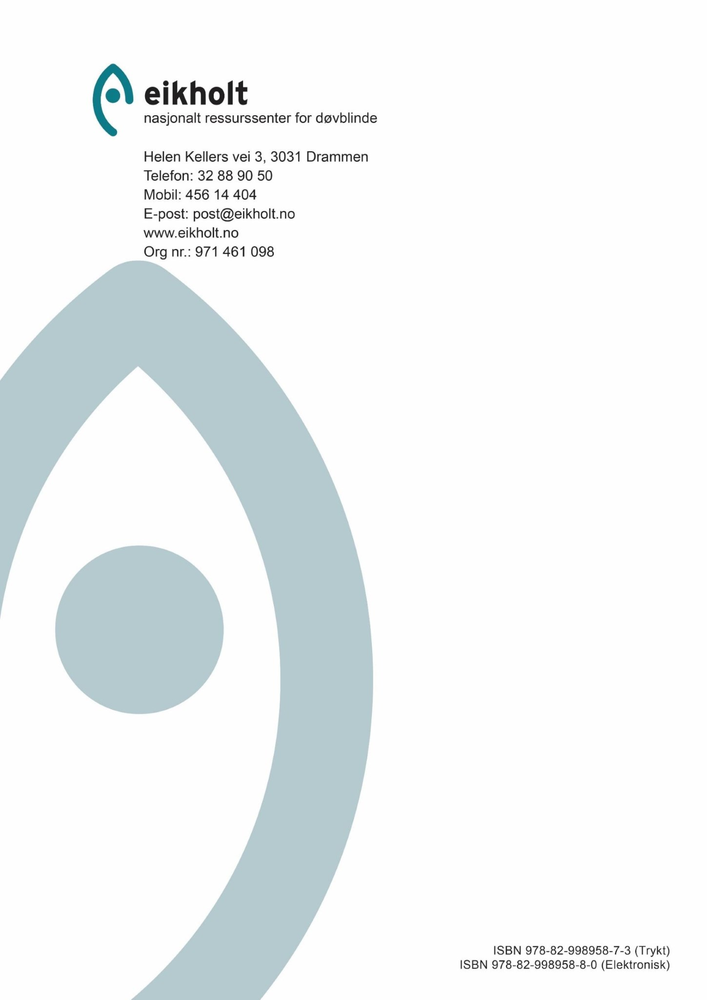 eikholt
nasjonalt ressurssenter for døvblinde
Helen Kellers vei 3, 3031 Drammen
Telefon: 32 88 90 50
Mobil: 456 14 404
E-post: post@eikholt.no
www.eikholt.no
Org nr.: 971 461 098
ISBN 978-82-998958-7-3 (Trykt)
ISBN 978-82-998958-8-0 (Elektronisk)